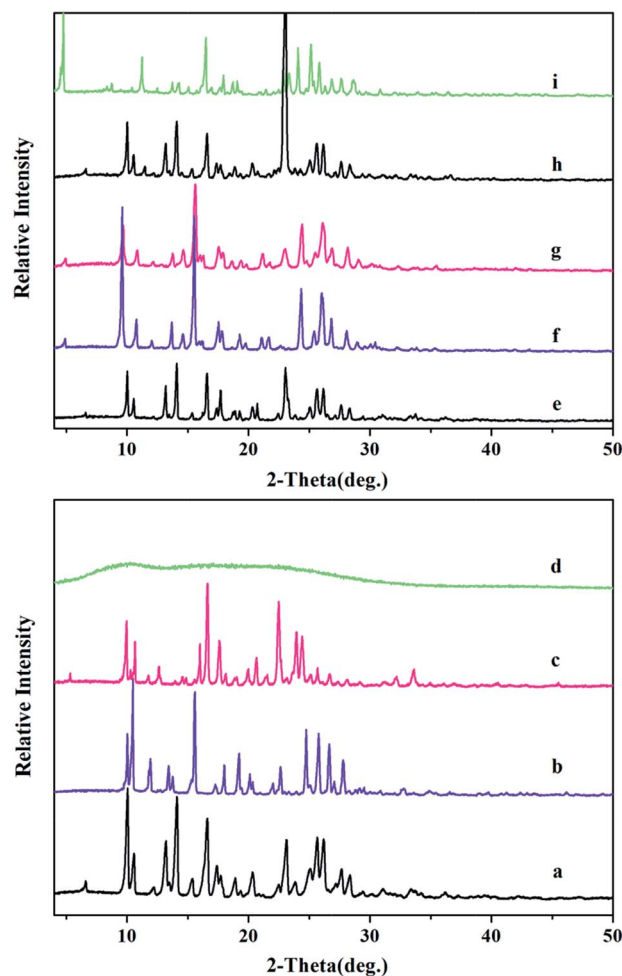 Relative Intensity
i
h
g
f
e
10 20 30 40 50
2-Theta(deg.)
Relative Intensity
d
c
b
a
10 20 30 40 50
2-Theta(deg.)